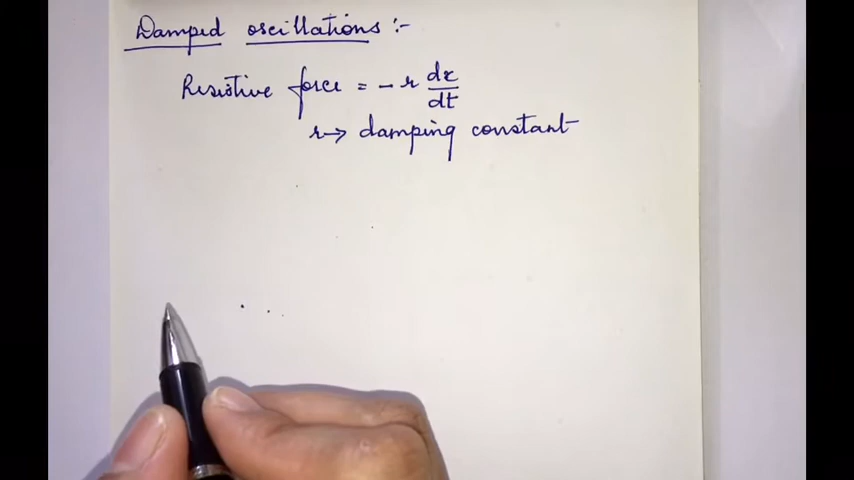 Damped oscillations :-
Resistive force = - r dx/dt
r → damping constant